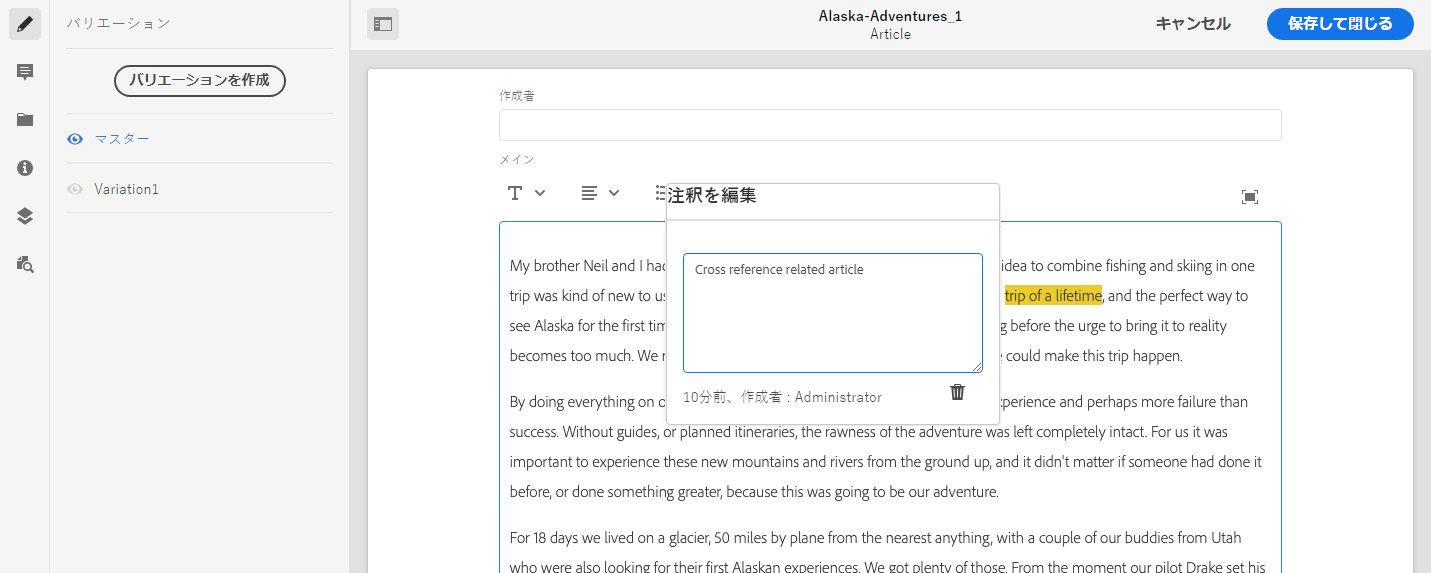 バリエーション
バリエーションを作成
マスター
Variation1
Alaska-Adventures_1
Article
キャンセル
保存して閉じる
作成者
メイン
注釈を編集
Cross reference related article
10分前、作成者 : Administrator
My brother Neil and I had idea to combine fishing and skiing in one
trip was kind of new to us trip of a lifetime, and the perfect way to
see Alaska for the first tim g before the urge to bring it to reality
becomes too much. We r e could make this trip happen.
By doing everything on o xperience and perhaps more failure than
success. Without guides, or planned itineraries, the rawness of the adventure was left completely intact. For us it was
important to experience these new mountains and rivers from the ground up, and it didn't matter if someone had done it
before, or done something greater, because this was going to be our adventure.
For 18 days we lived on a glacier, 50 miles by plane from the nearest anything, with a couple of our buddies from Utah
who were also looking for their first Alaskan experiences. We got plenty of those. From the moment our pilot Drake set his